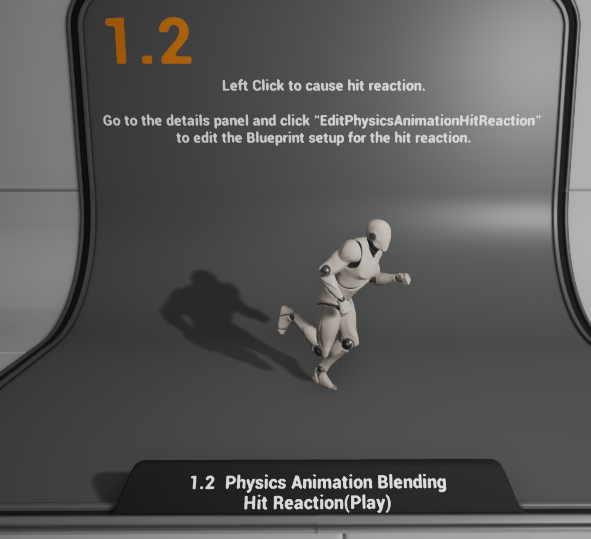 1.2
Left Click to cause hit reaction.
Go to the details panel and click "EditPhysicsAnimationHitReaction"
to edit the Blueprint setup for the hit reaction.
1.2 Physics Animation Blending
Hit Reaction(Play)